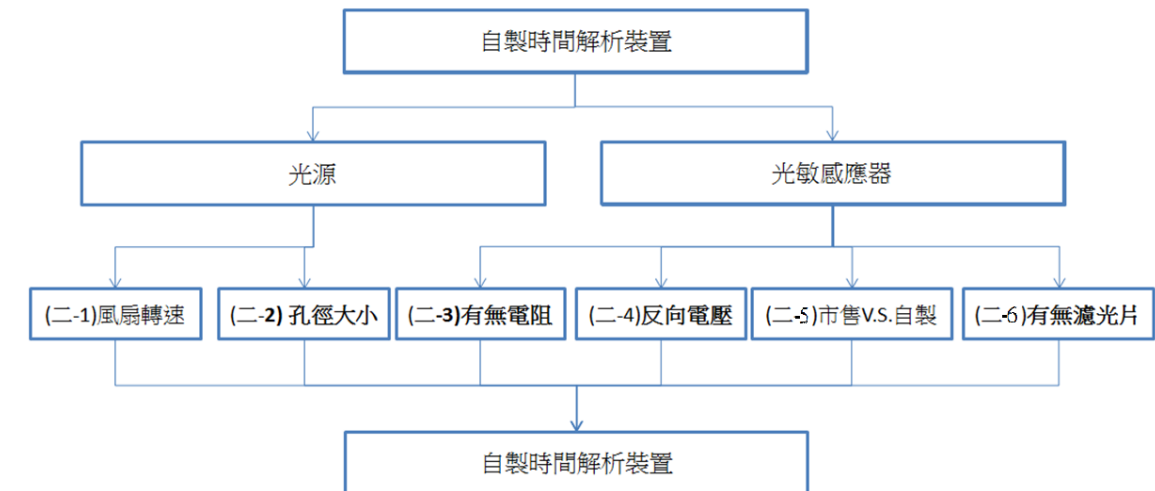 自製時間解析裝置
光源
光敏感應器
(二-1)風扇轉速
(二-2) 孔徑大小
(二-3)有無電阻
(二-4)反向電壓
(二-5)市售V.S.自製
(二-6)有無濾光片
自製時間解析裝置